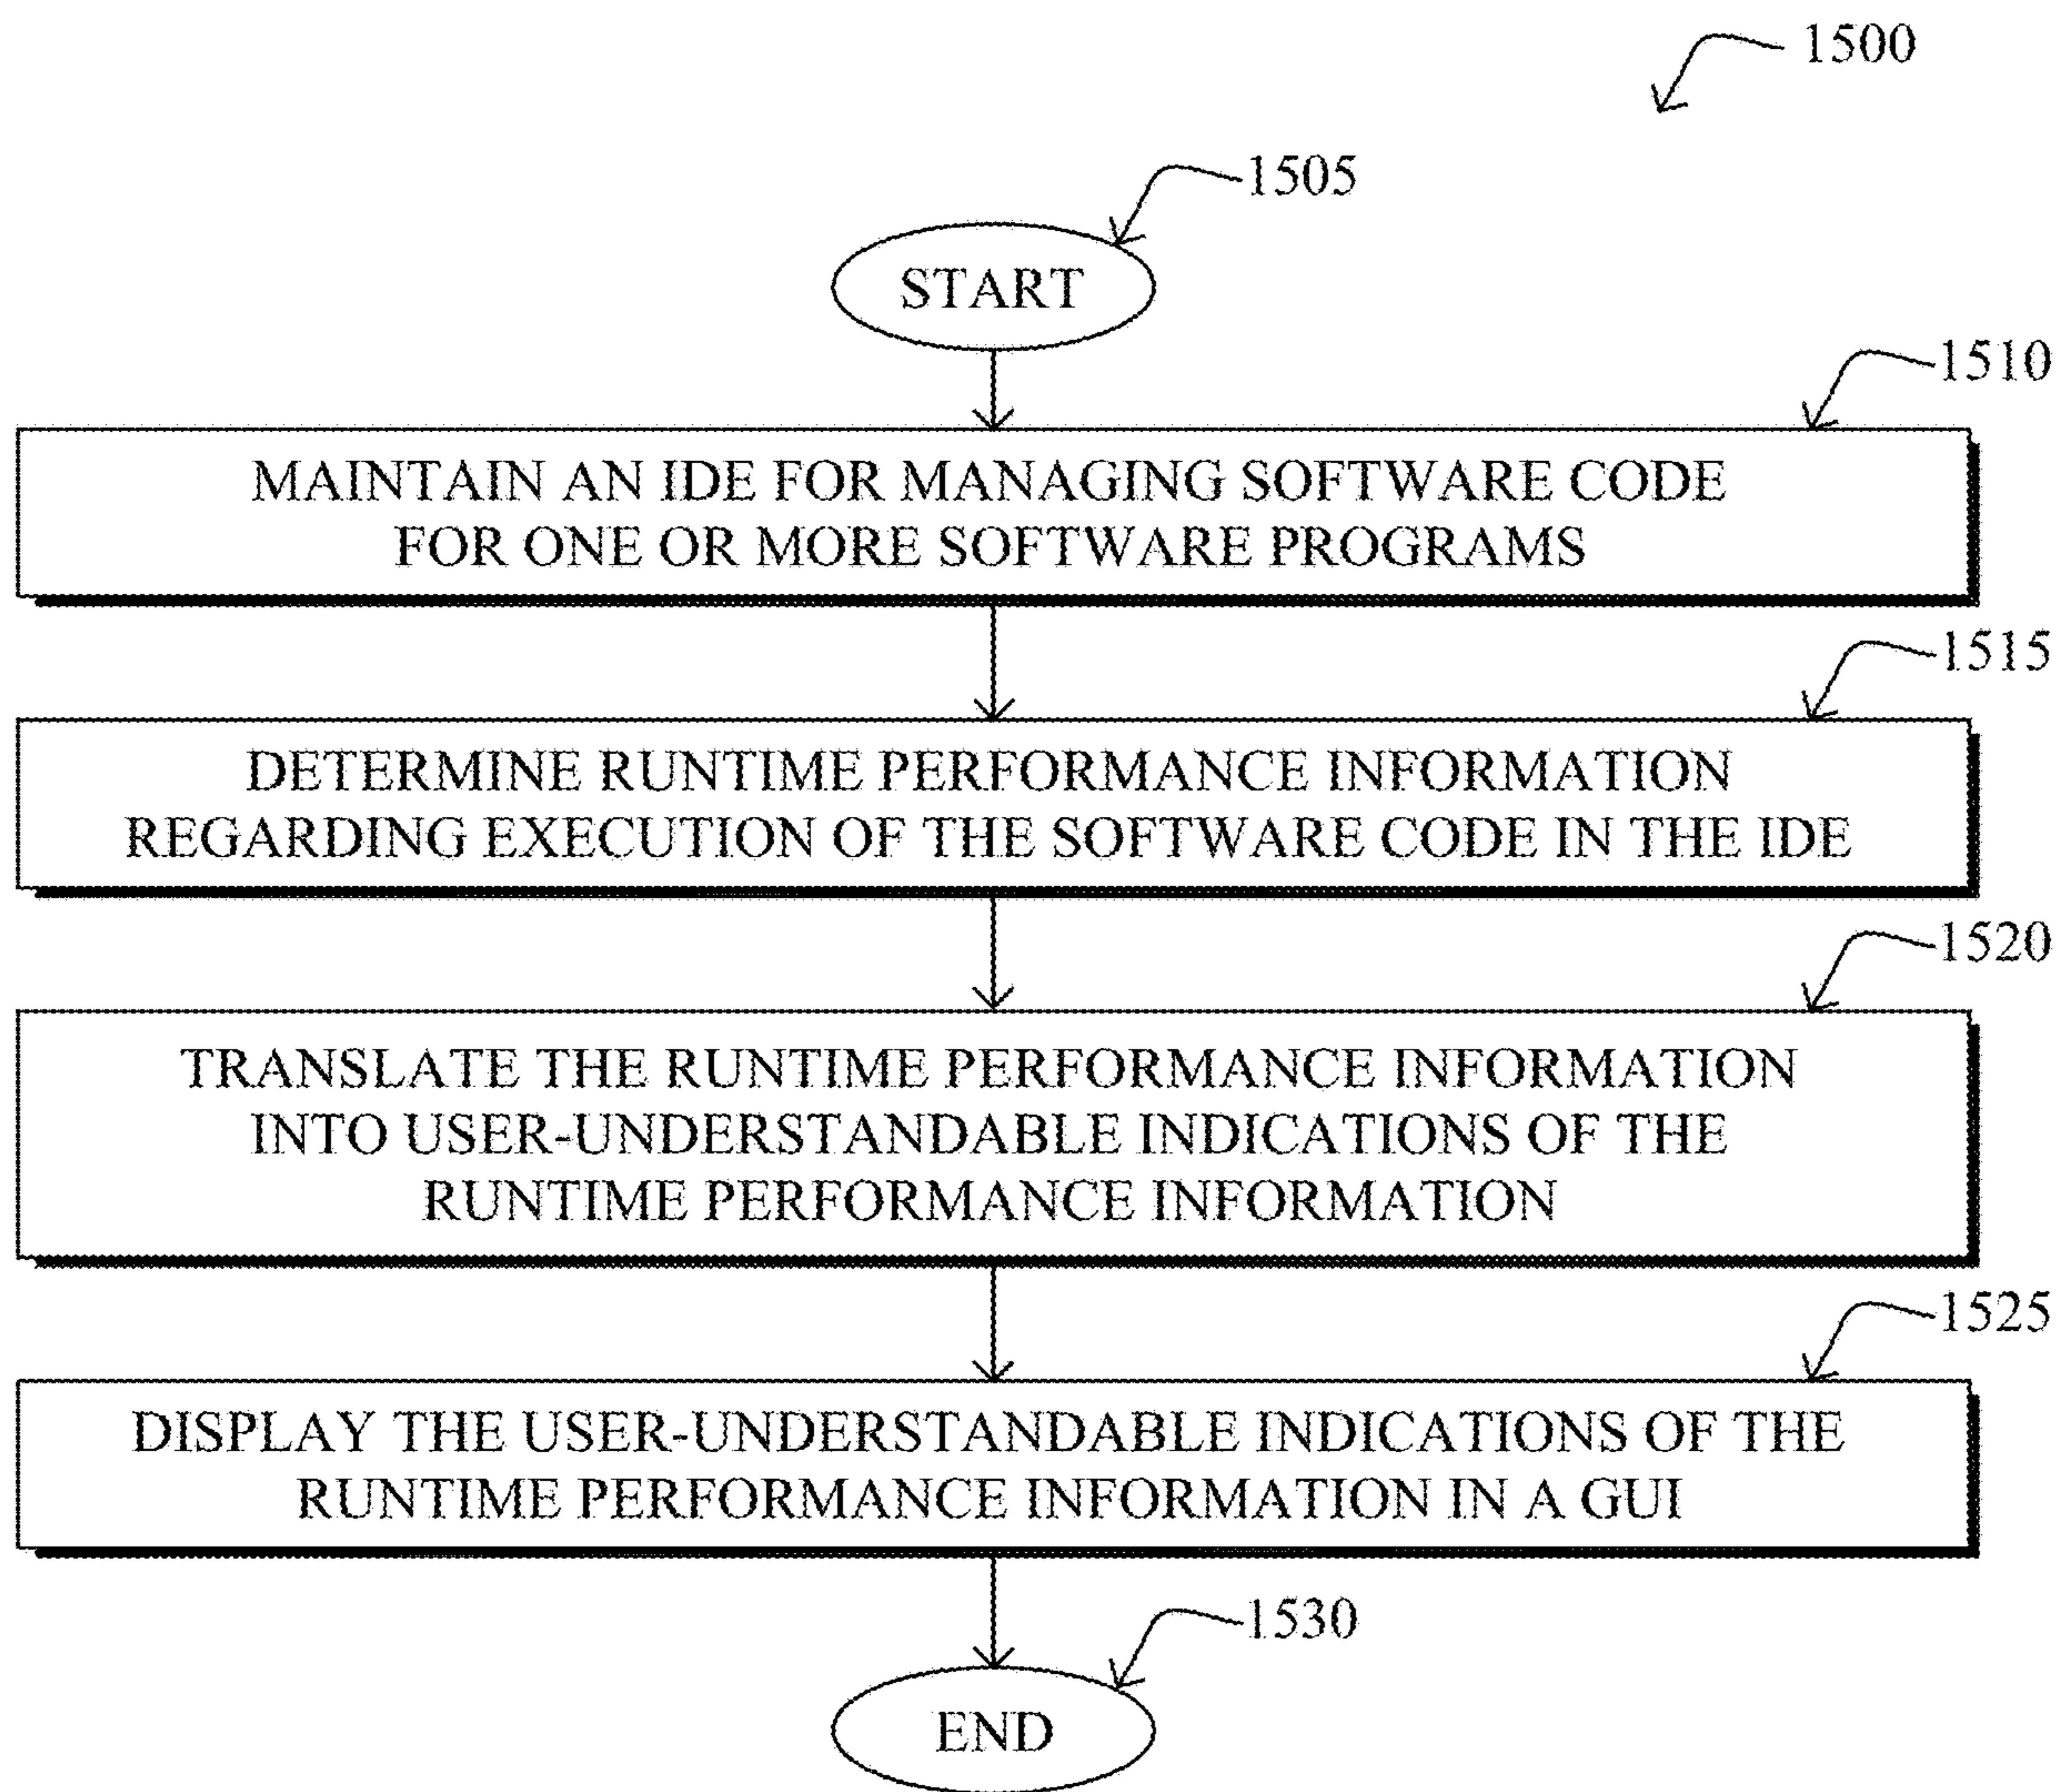 1500
1505
START
1510
MAINTAIN AN IDE FOR MANAGING SOFTWARE CODE
FOR ONE OR MORE SOFTWARE PROGRAMS
1515
DETERMINE RUNTIME PERFORMANCE INFORMATION
REGARDING EXECUTION OF THE SOFTWARE CODE IN THE IDE
1520
TRANSLATE THE RUNTIME PERFORMANCE INFORMATION
INTO USER-UNDERSTANDABLE INDICATIONS OF THE
RUNTIME PERFORMANCE INFORMATION
1525
DISPLAY THE USER-UNDERSTANDABLE INDICATIONS OF THE
RUNTIME PERFORMANCE INFORMATION IN A GUI
1530
END